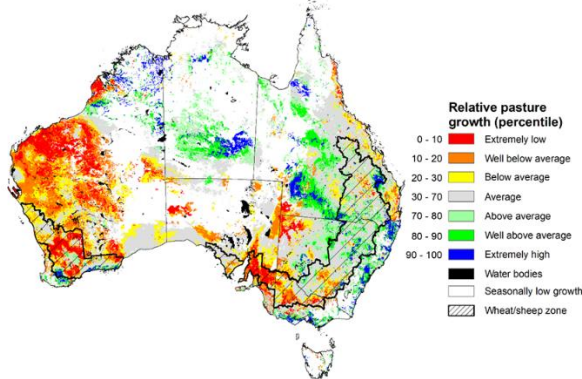 Relative pasture
growth (percentile)
0 - 10 Extremely low
10 - 20 Well below average
20 - 30 Below average
30 - 70 Average
70 - 80 Above average
80 - 90 Well above average
90 - 100 Extremely high
Water bodies
Seasonally low growth
Wheat/sheep zone